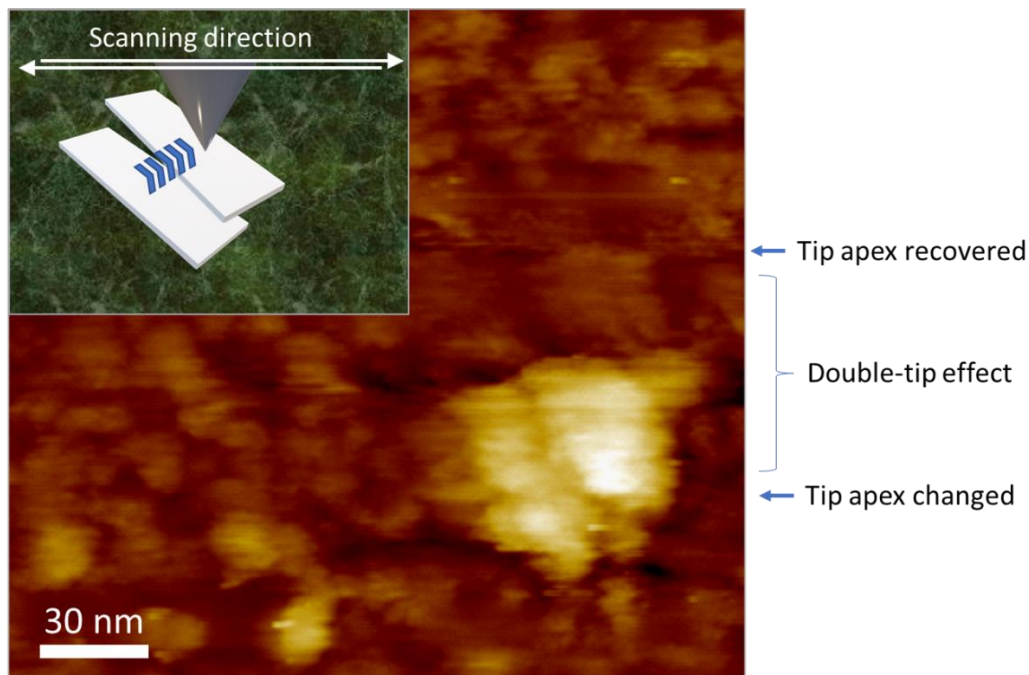 Scanning direction
Tip apex recovered
Double-tip effect
Tip apex changed
30 nm